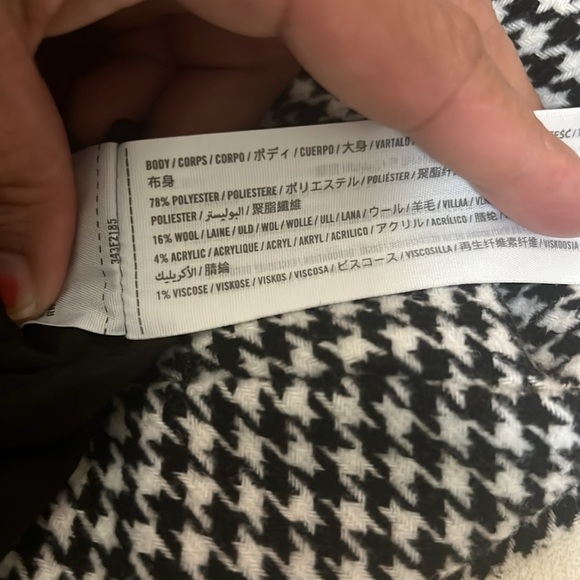 BODY / CORPS / CORPO / ボディ / CUERPO / 大身 / VARTALO
布身
78% POLYESTER / POLIESTERE / ポリエステル / POLIÉSTER / 聚酯纤
POLIESTER / البوليستر / 聚脂纖維
16% WOOL / LAINE / ULD / WOL / WOLLE / ULL / LANA / ウール / 羊毛 / VILLAA /
4% ACRYLIC / ACRYLIQUE / ACRYL / AKRYL / ACRILICO / アクリル / ACRÍLICO / 腈纶 /
الأكريليك / 腈綸
1% VISCOSE / VISKOSE / VISKOS / VISCOSA / ビスコース / VISCOSILLA / 再生纤维素纤维 / VISKOOSIA
343F2185